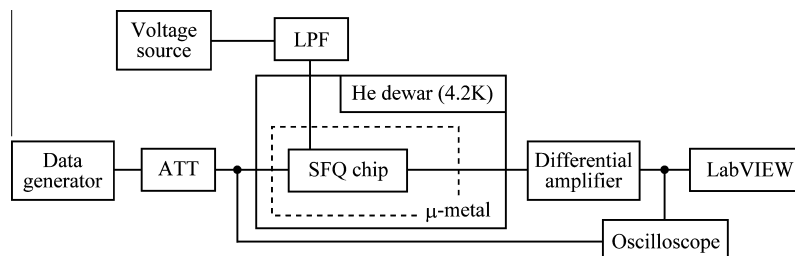 Voltage
source
LPF
He dewar (4.2K)
Data
generator
ATT
SFQ chip
μ-metal
Differential
amplifier
LabVIEW
Oscilloscope